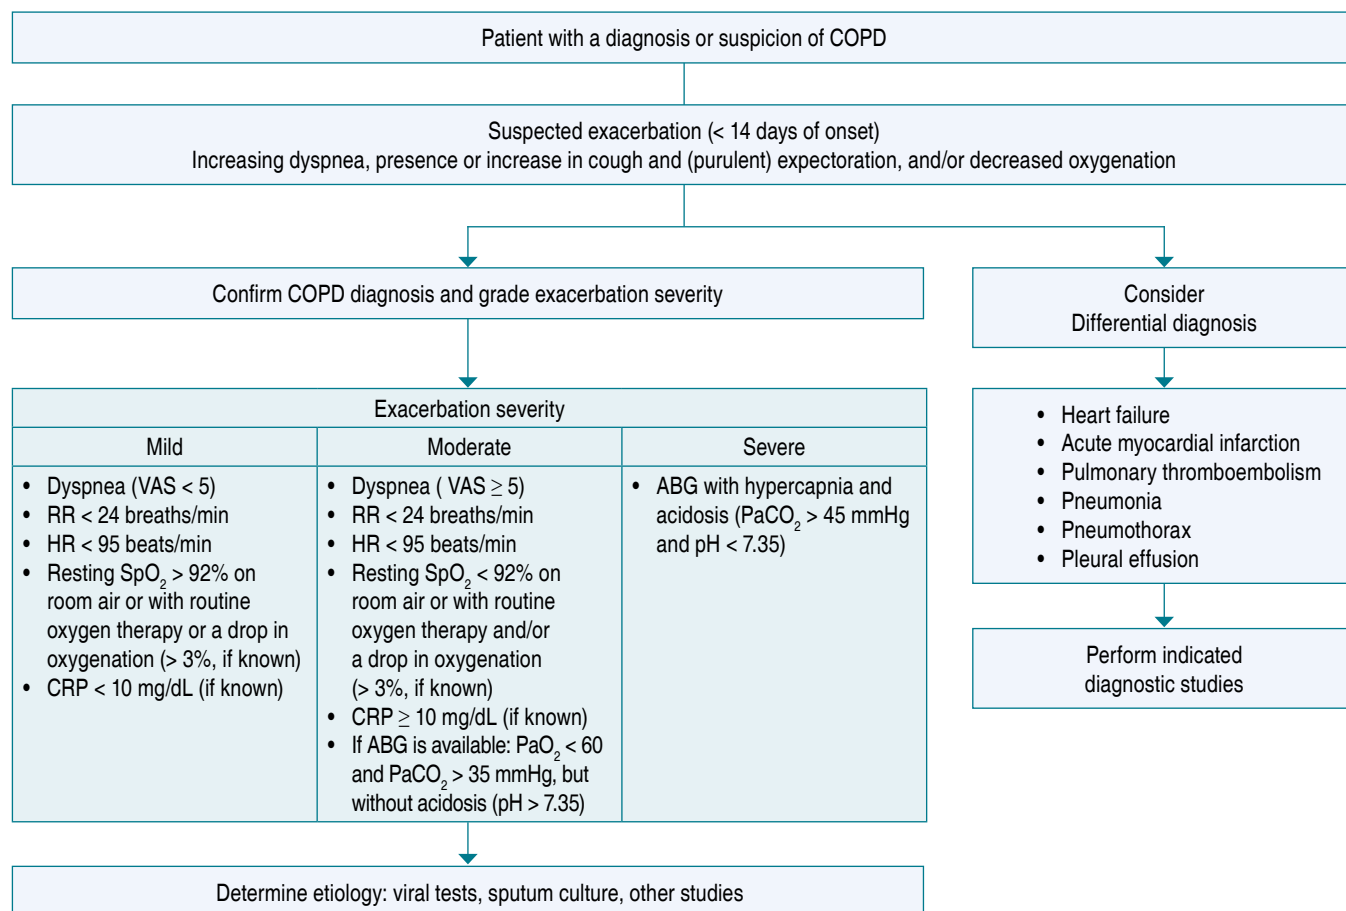 Patient with a diagnosis or suspicion of COPD
Suspected exacerbation (< 14 days of onset)
Increasing dyspnea, presence or increase in cough and (purulent) expectoration, and/or decreased oxygenation
Confirm COPD diagnosis and grade exacerbation severity
Exacerbation severity
Mild
• Dyspnea (VAS < 5)
• RR < 24 breaths/min
• HR < 95 beats/min
• Resting SpO₂ > 92% on
room air or with routine
oxygen therapy or a drop in
oxygenation (> 3%, if known)
• CRP < 10 mg/dL (if known)
Moderate
• Dyspnea ( VAS ≥ 5)
• RR < 24 breaths/min
• HR < 95 beats/min
• Resting SpO₂ < 92% on
room air or with routine
oxygen therapy and/or
a drop in oxygenation
(> 3%, if known)
• CRP ≥ 10 mg/dL (if known)
• If ABG is available: PaO₂ < 60
and PaCO₂ > 35 mmHg, but
without acidosis (pH > 7.35)
Severe
• ABG with hypercapnia and
acidosis (PaCO₂ > 45 mmHg
and pH < 7.35)
Determine etiology: viral tests, sputum culture, other studies
Consider
Differential diagnosis
• Heart failure
• Acute myocardial infarction
• Pulmonary thromboembolism
• Pneumonia
• Pneumothorax
• Pleural effusion
Perform indicated
diagnostic studies